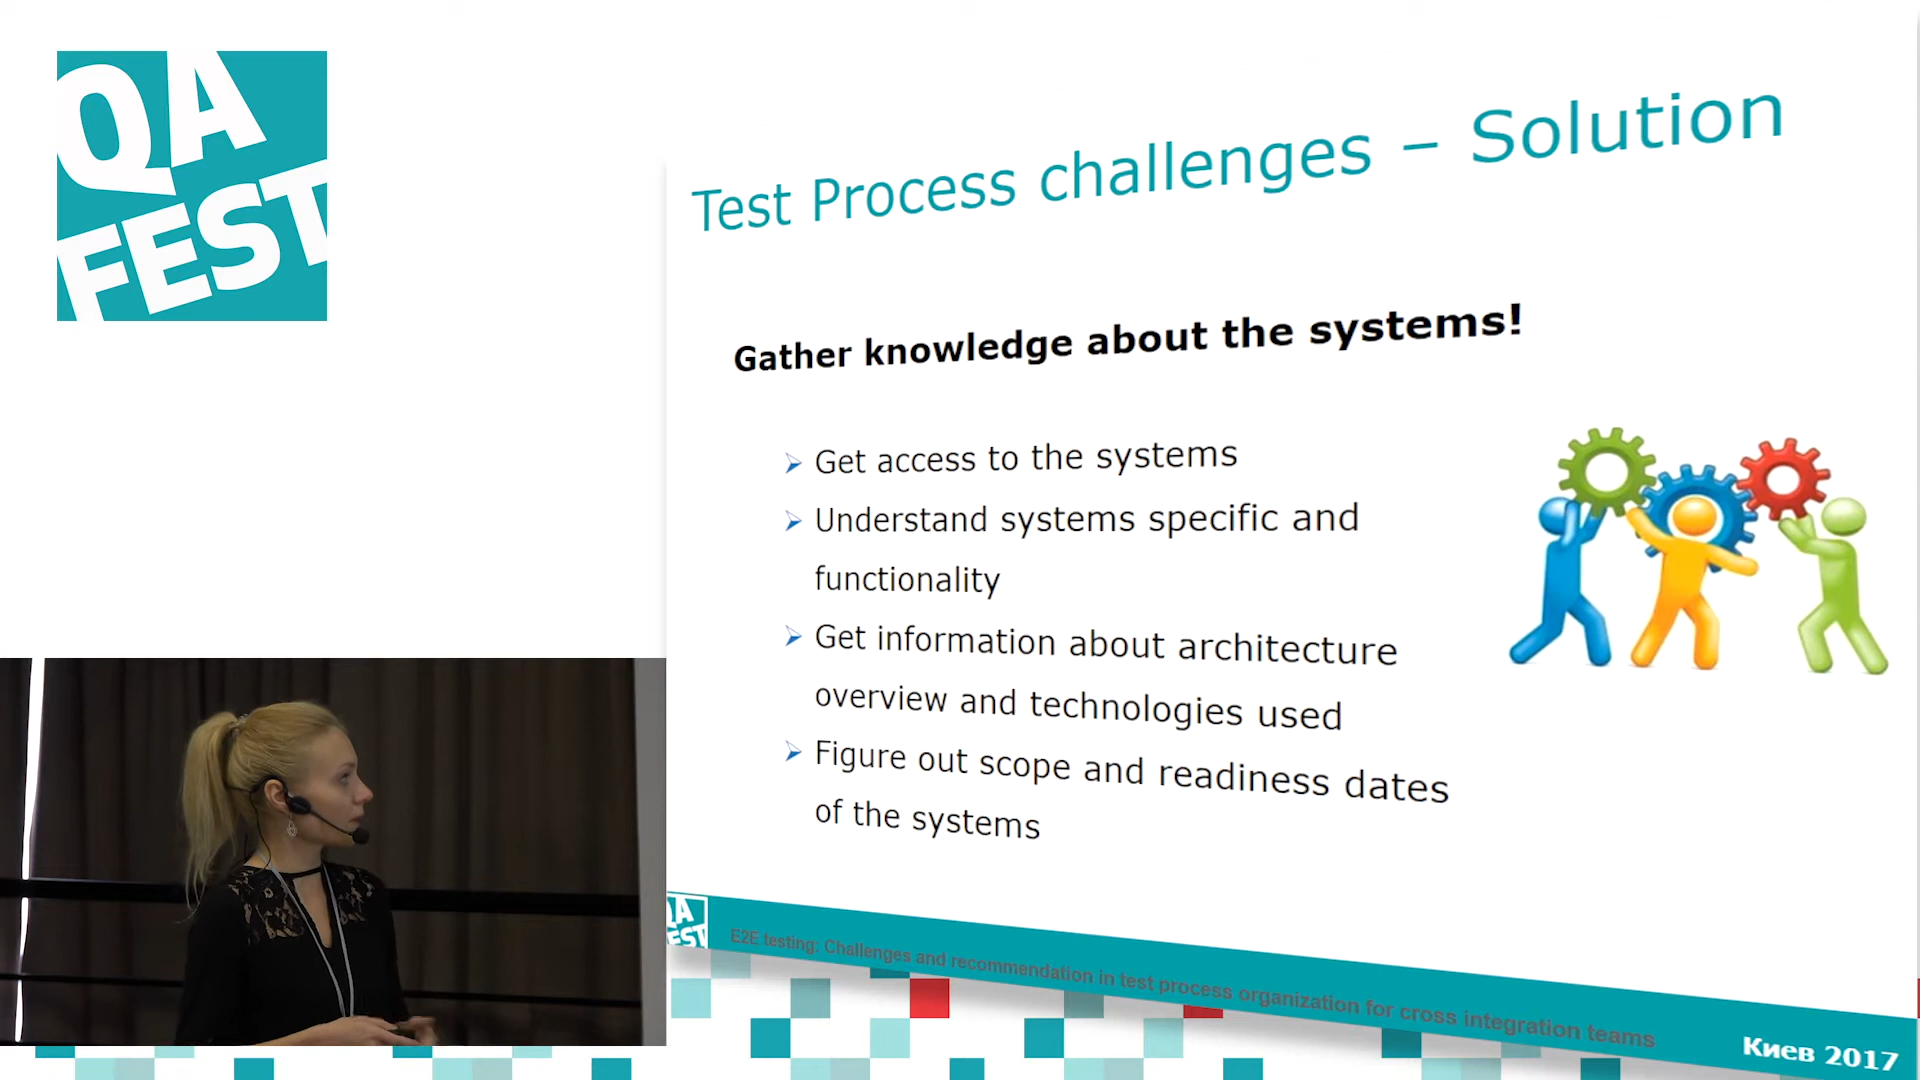 QA
FEST
Test Process challenges – Solution
Gather knowledge about the systems!
Get access to the systems
Understand systems specific and
functionality
Get information about architecture
overview and technologies used
Figure out scope and readiness dates
of the systems
QA
FEST
E2E testing: Challenges and recommendation in test process organization for cross integration teams
Киев 2017